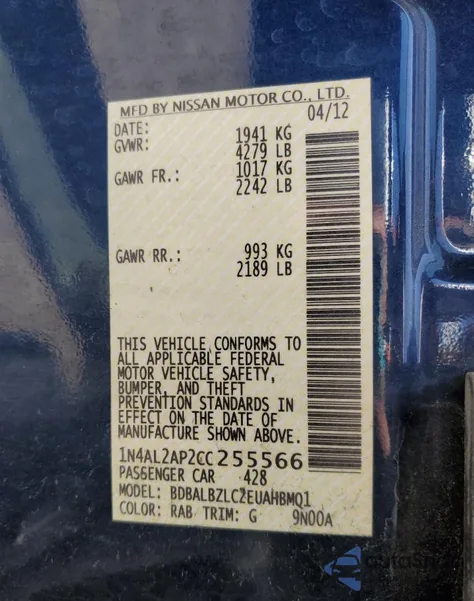 MFD BY NISSAN MOTOR CO., LTD.
DATE: 04/12
GVWR: 1941 KG
4279 LB
GAWR FR.: 1017 KG
2242 LB
GAWR RR.: 993 KG
2189 LB
THIS VEHICLE CONFORMS TO
ALL APPLICABLE FEDERAL
MOTOR VEHICLE SAFETY,
BUMPER, AND THEFT
PREVENTION STANDARDS IN
EFFECT ON THE DATE OF
MANUFACTURE SHOWN ABOVE.
1N4AL2AP2CC255566
PASSENGER CAR 428
MODEL: BDBALBZLC2EUAHBMQ1
COLOR: RAB TRIM: G 9N00A